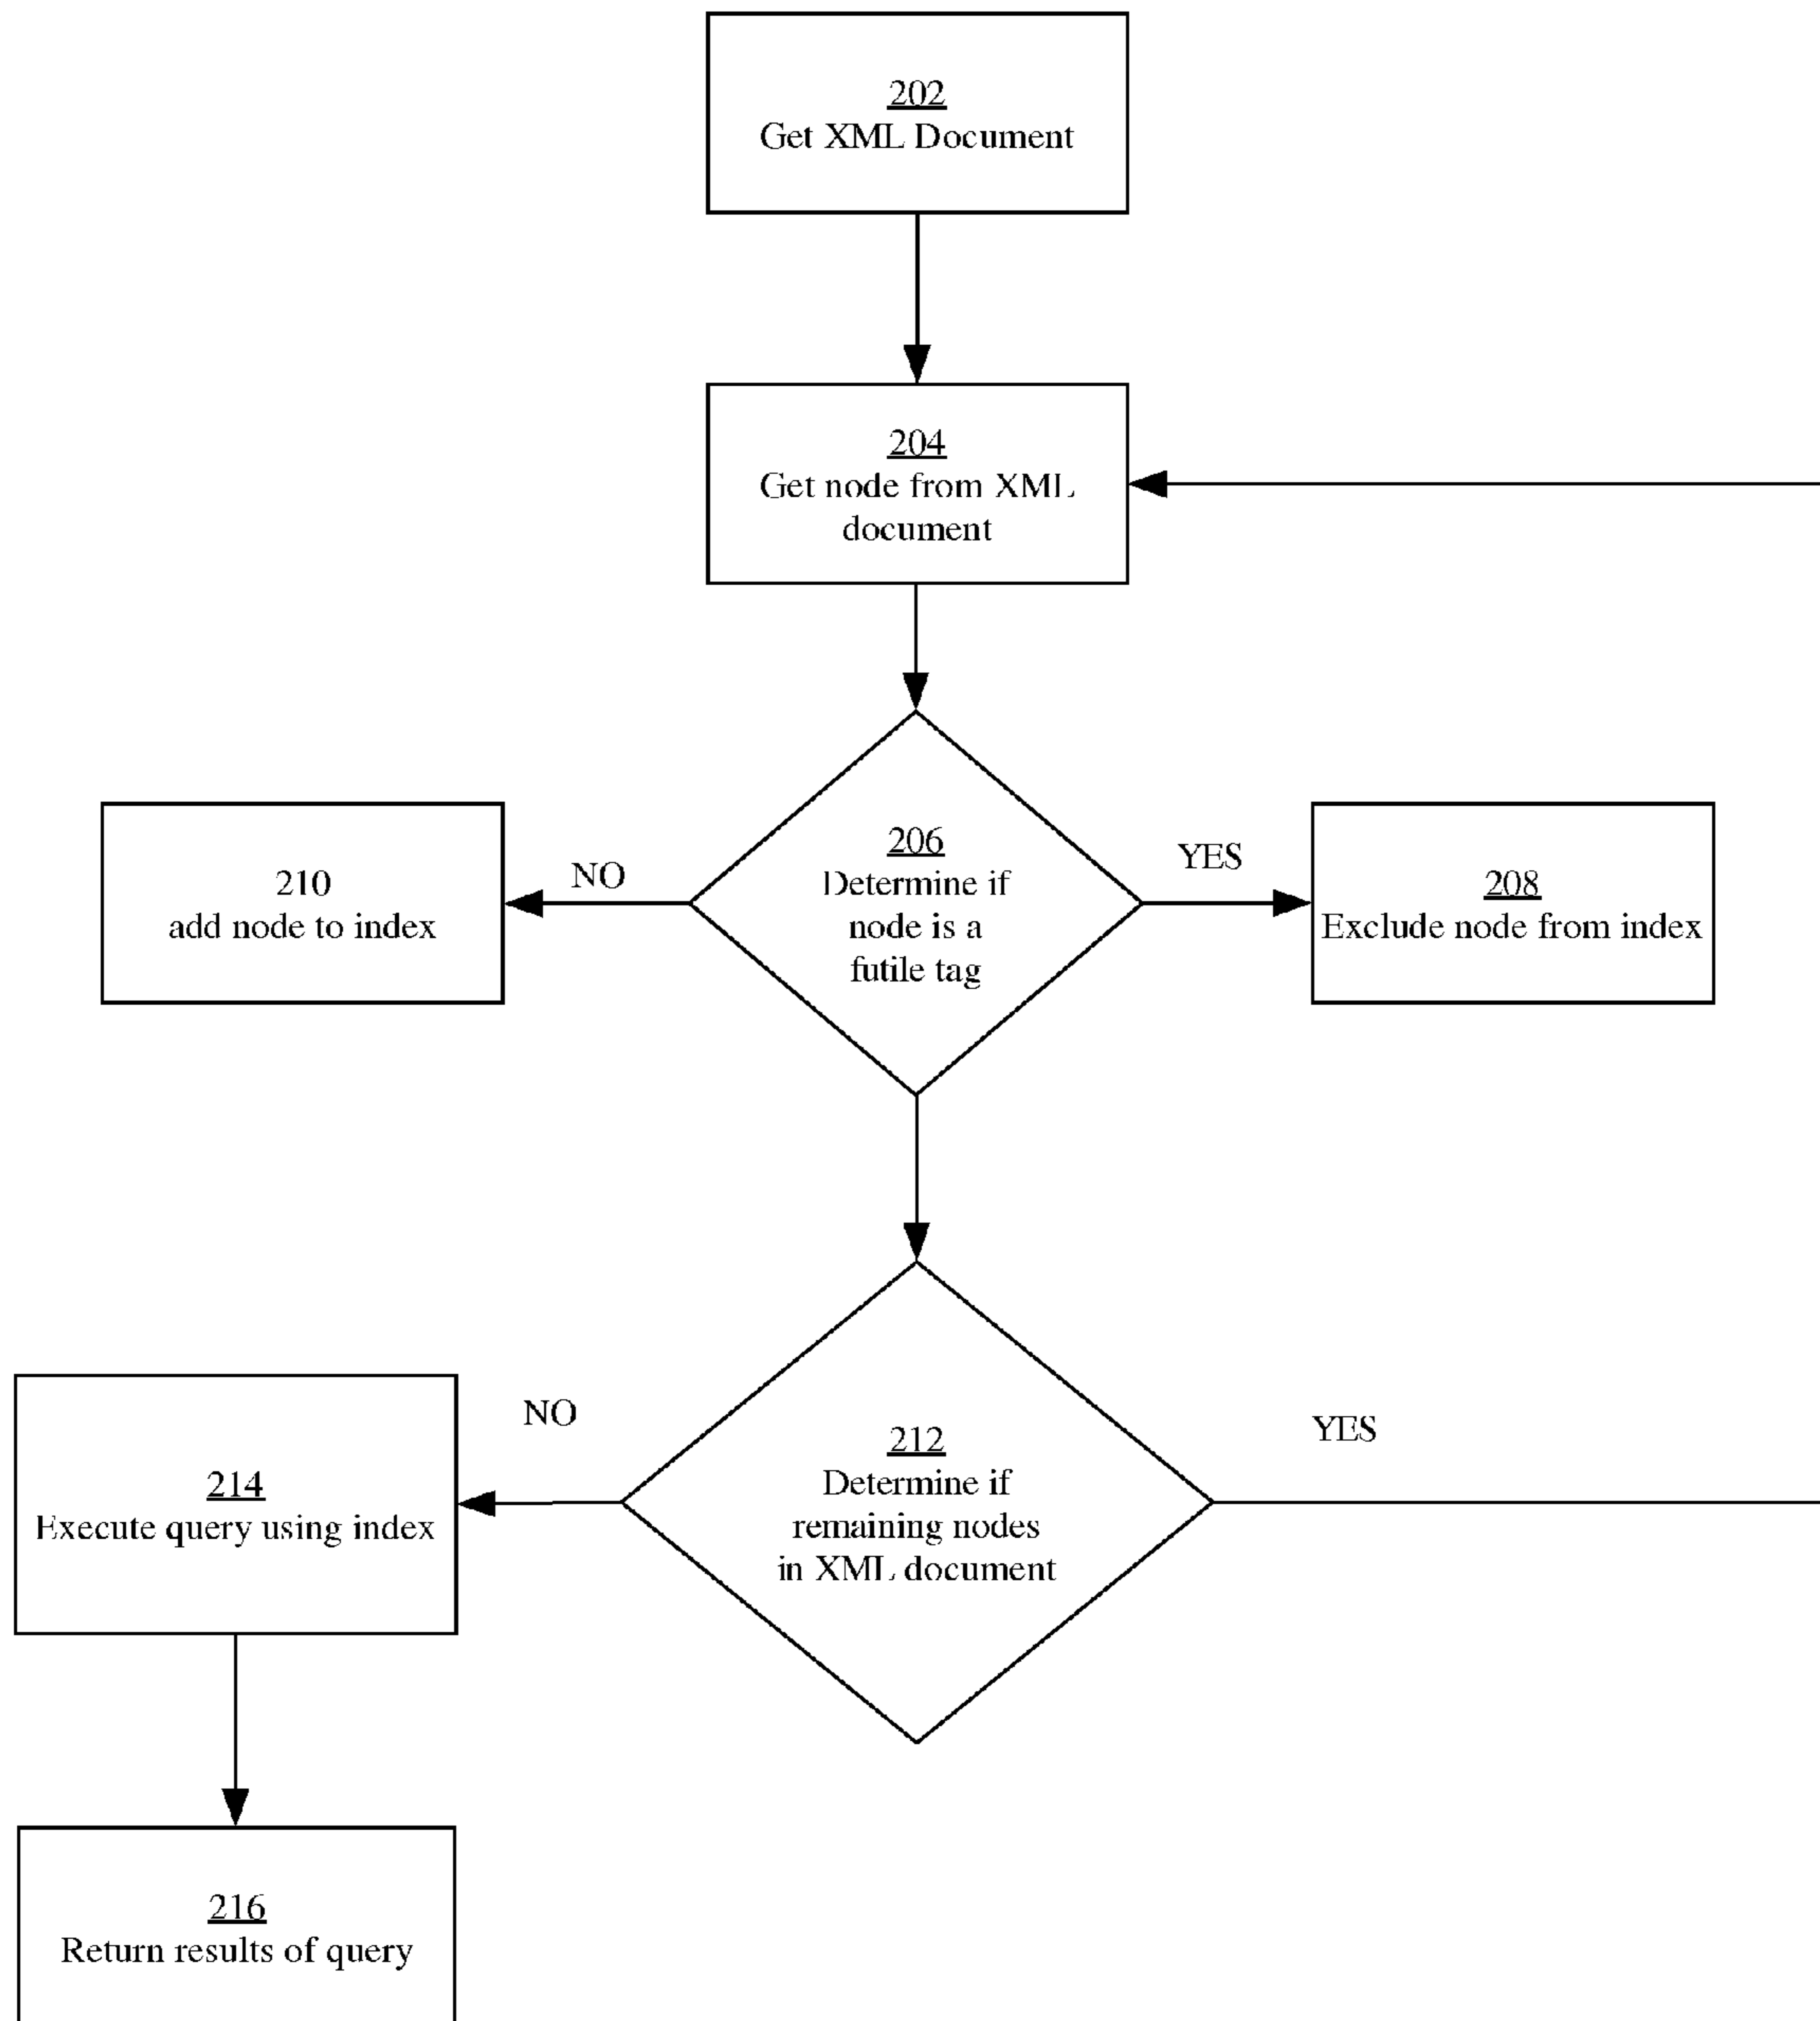 202
Get XML Document
204
Get node from XML
document
206
Determine if
node is a
futile tag
NO
YES
210
add node to index
208
Exclude node from index
212
Determine if
remaining nodes
in XML document
NO
YES
214
Execute query using index
216
Return results of query